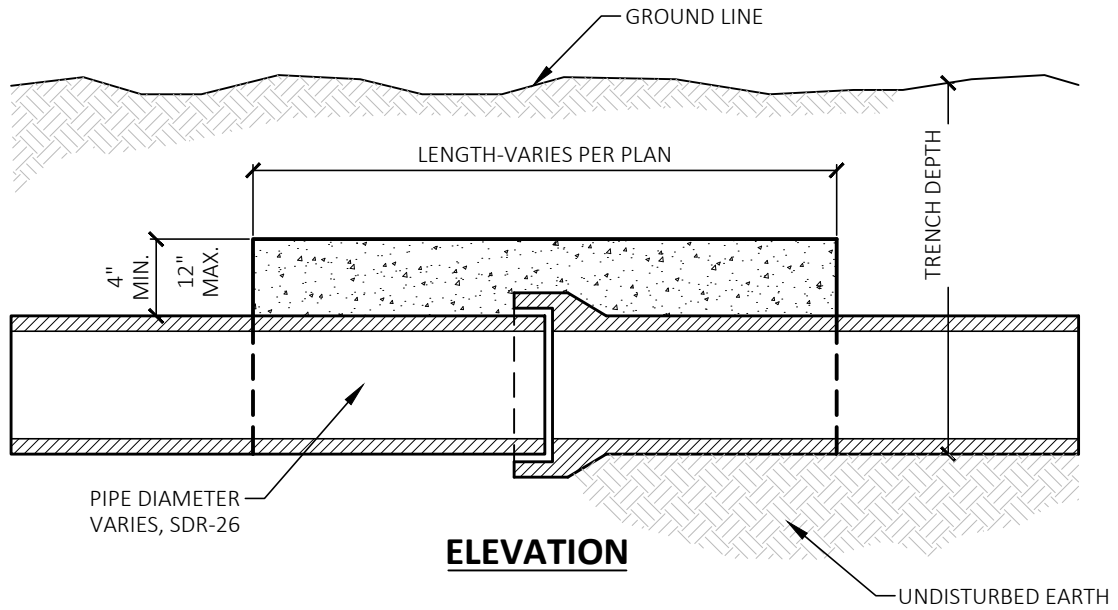 GROUND LINE
LENGTH-VARIES PER PLAN
TRENCH DEPTH
4"
MIN.
12"
MAX.
PIPE DIAMETER
VARIES, SDR-26
ELEVATION
UNDISTURBED EARTH